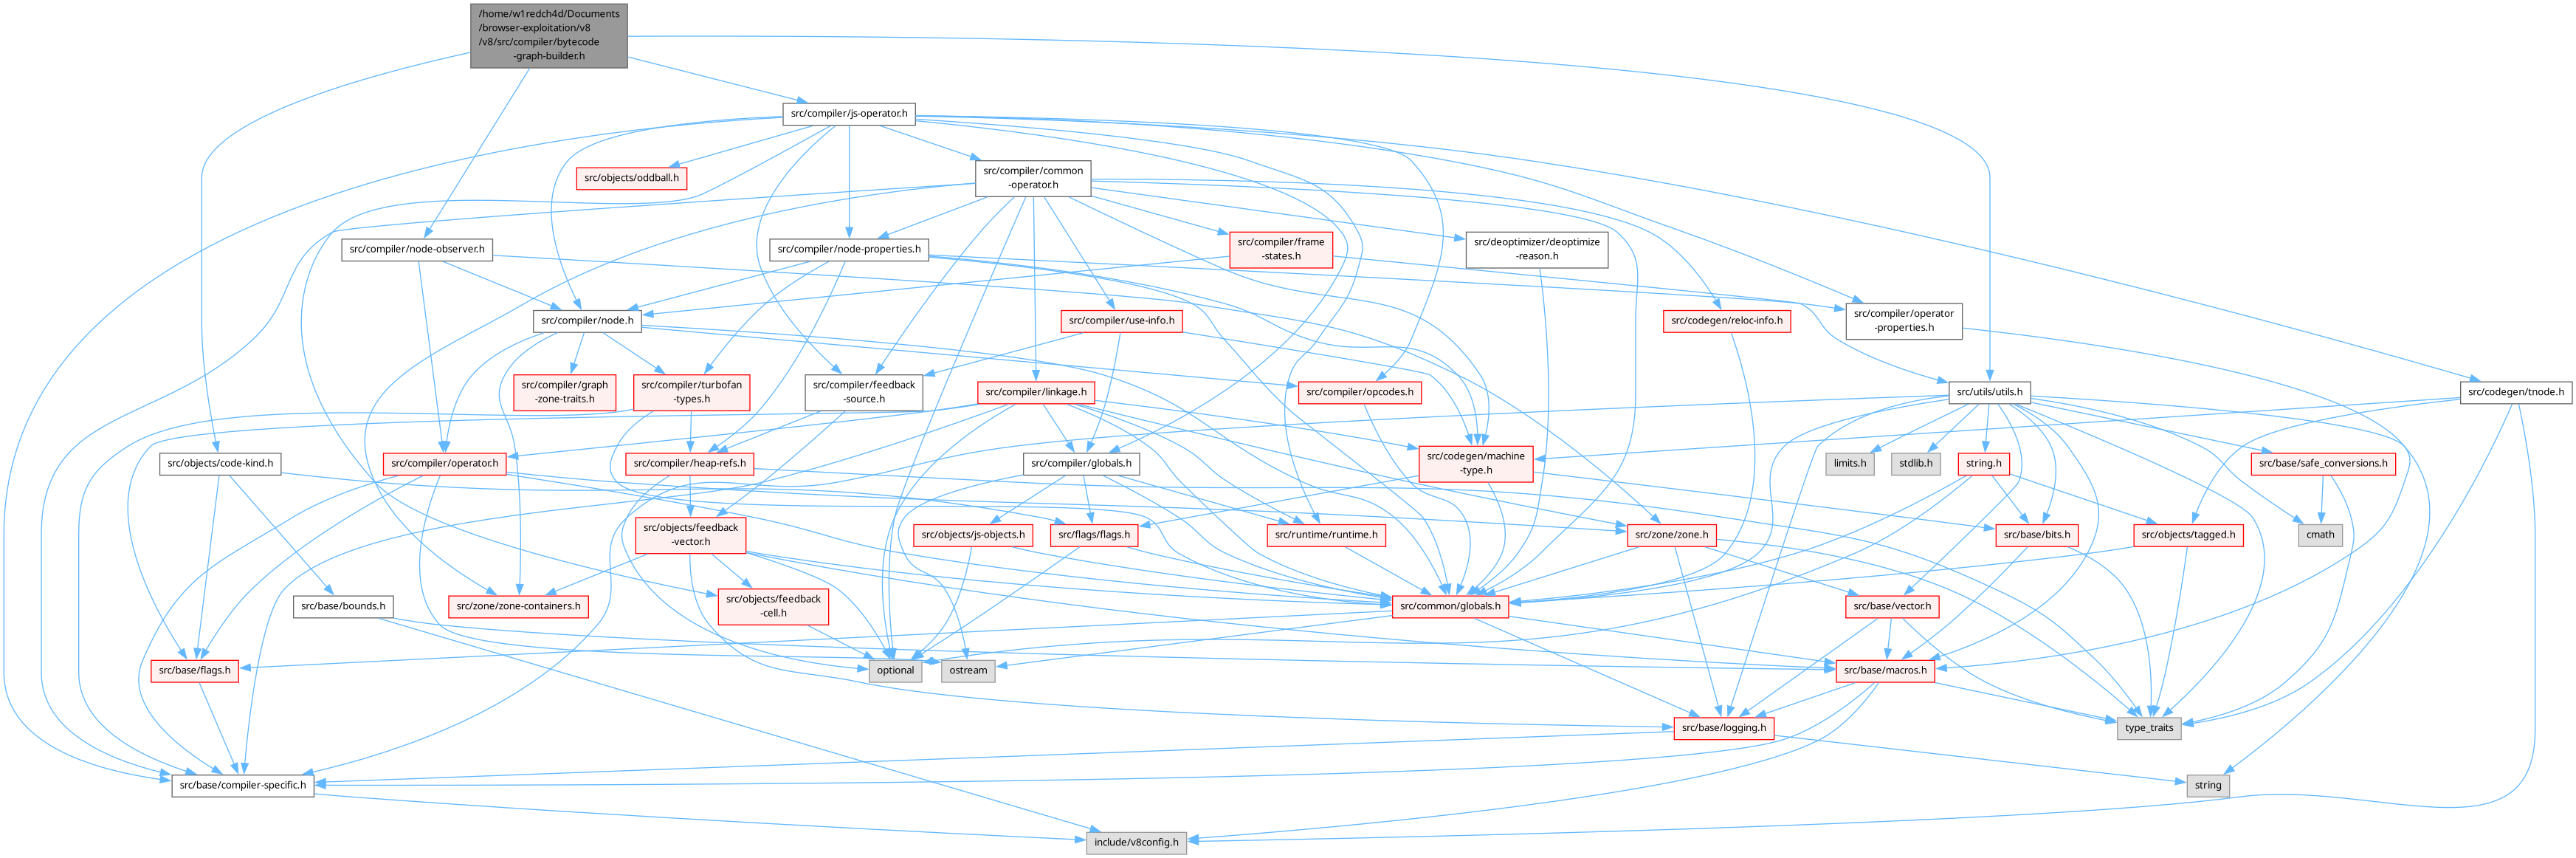 /home/w1redch4d/Documents
/browser-exploitation/v8
/v8/src/compiler/bytecode
-graph-builder.h
src/compiler/js-operator.h
src/objects/oddball.h
src/compiler/common
-operator.h
src/compiler/node-observer.h
src/compiler/node-properties.h
src/compiler/frame
-states.h
src/deoptimizer/deoptimize
-reason.h
src/compiler/node.h
src/compiler/use-info.h
src/codegen/reloc-info.h
src/compiler/operator
-properties.h
src/compiler/graph
-zone-traits.h
src/compiler/turbofan
-types.h
src/compiler/feedback
-source.h
src/compiler/linkage.h
src/compiler/opcodes.h
src/utils/utils.h
src/codegen/tnode.h
src/objects/code-kind.h
src/compiler/operator.h
src/compiler/heap-refs.h
src/compiler/globals.h
src/codegen/machine
-type.h
limits.h
stdlib.h
string.h
src/base/safe_conversions.h
src/objects/feedback
-vector.h
src/objects/js-objects.h
src/flags/flags.h
src/runtime/runtime.h
src/zone/zone.h
src/base/bits.h
src/objects/tagged.h
cmath
src/base/bounds.h
src/zone/zone-containers.h
src/objects/feedback
-cell.h
src/common/globals.h
src/base/vector.h
src/base/flags.h
optional
ostream
src/base/macros.h
src/base/logging.h
type_traits
src/base/compiler-specific.h
string
include/v8config.h